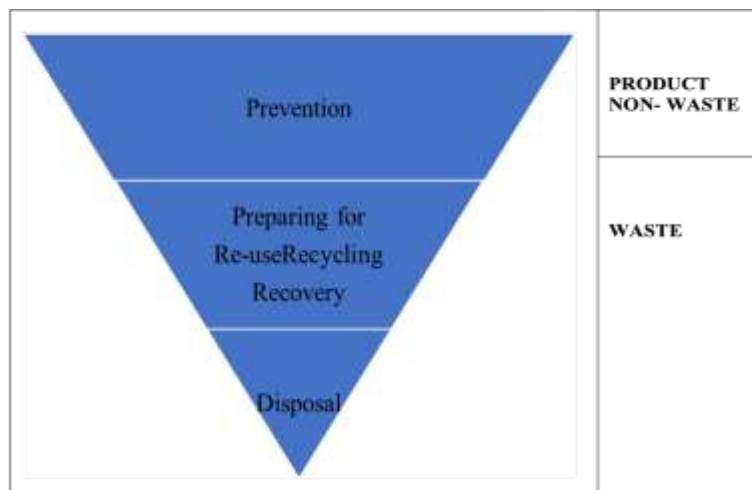 Prevention
PRODUCT
NON- WASTE
Preparing for
Re-useRecycling
Recovery
WASTE
Disposal